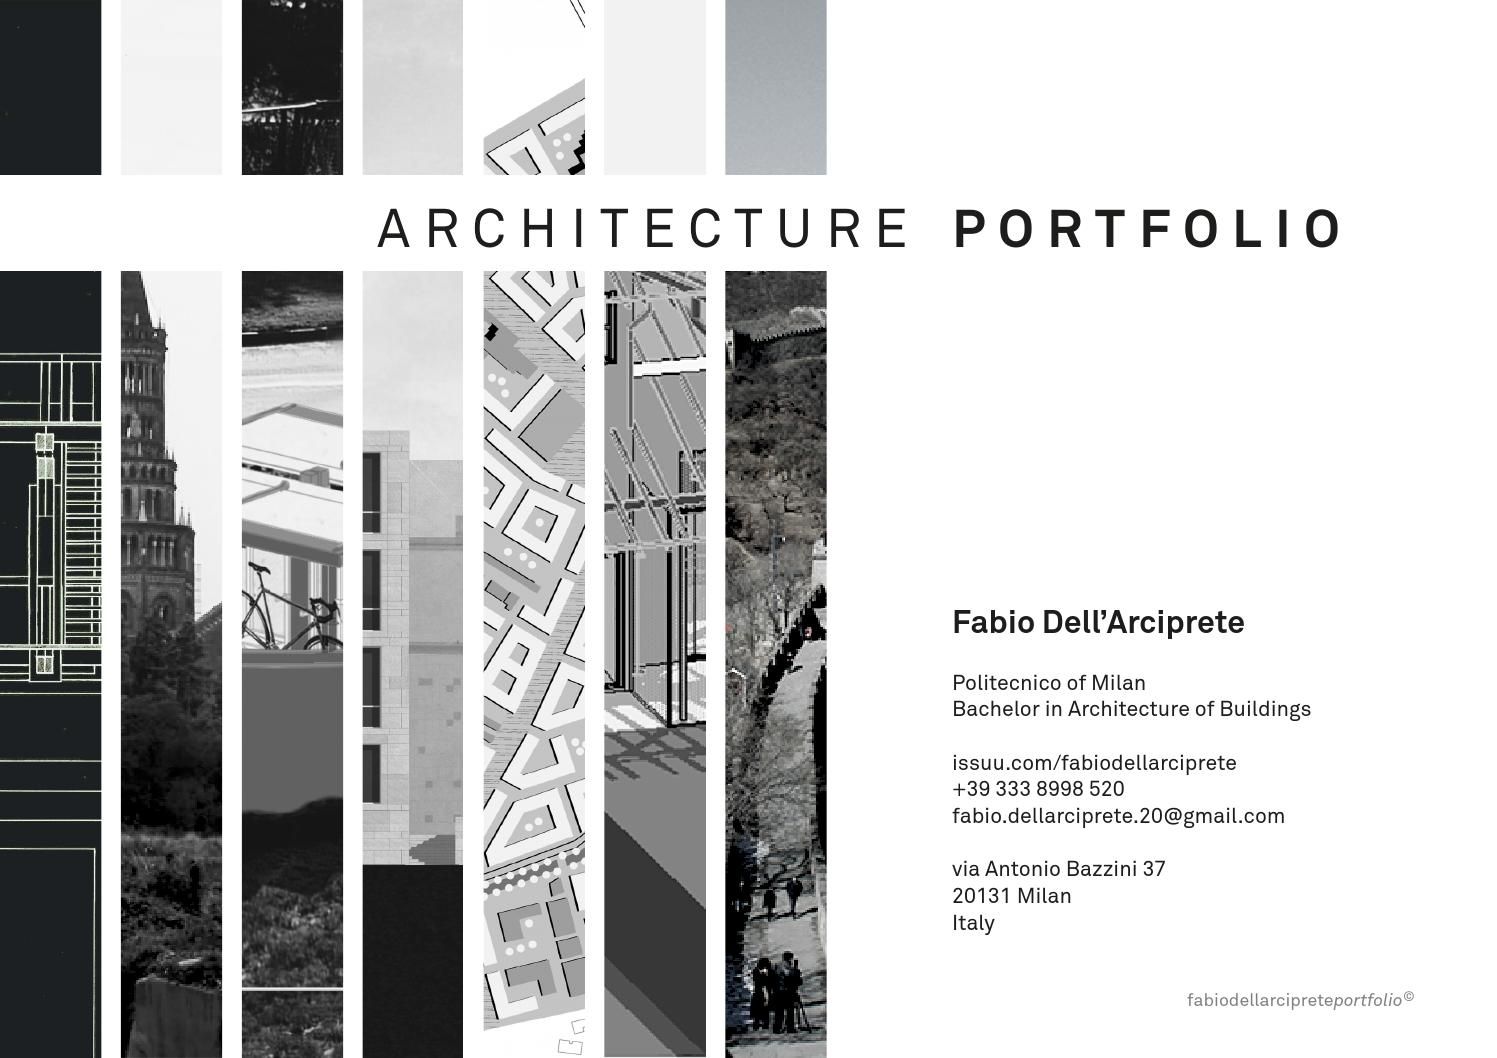 ARCHITECTURE PORTFOLIO
Fabio Dell’Arciprete
Politecnico of Milan
Bachelor in Architecture of Buildings
issuu.com/fabiodellarciprete
+39 333 8998 520
fabio.dellarciprete.20@gmail.com
via Antonio Bazzini 37
20131 Milan
Italy
fabiodellarcipreteportfolio©